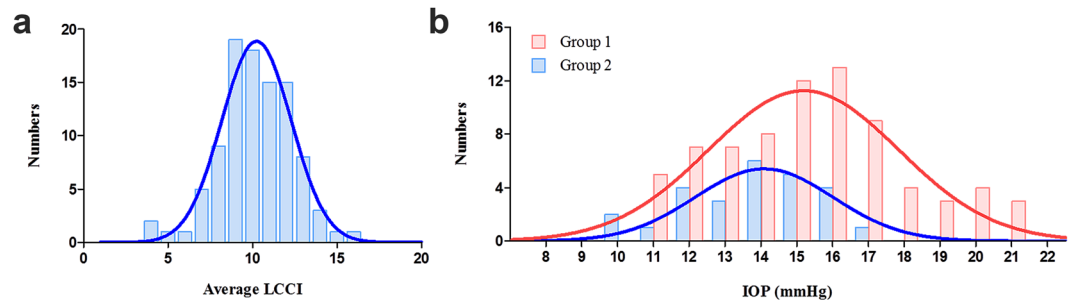 a
20
15
10
5
0
Numbers
0 5 10 15 20
Average LCCI
b
16
12
8
4
0
Numbers
Group 1
Group 2
8 9 10 11 12 13 14 15 16 17 18 19 20 21 22
IOP (mmHg)